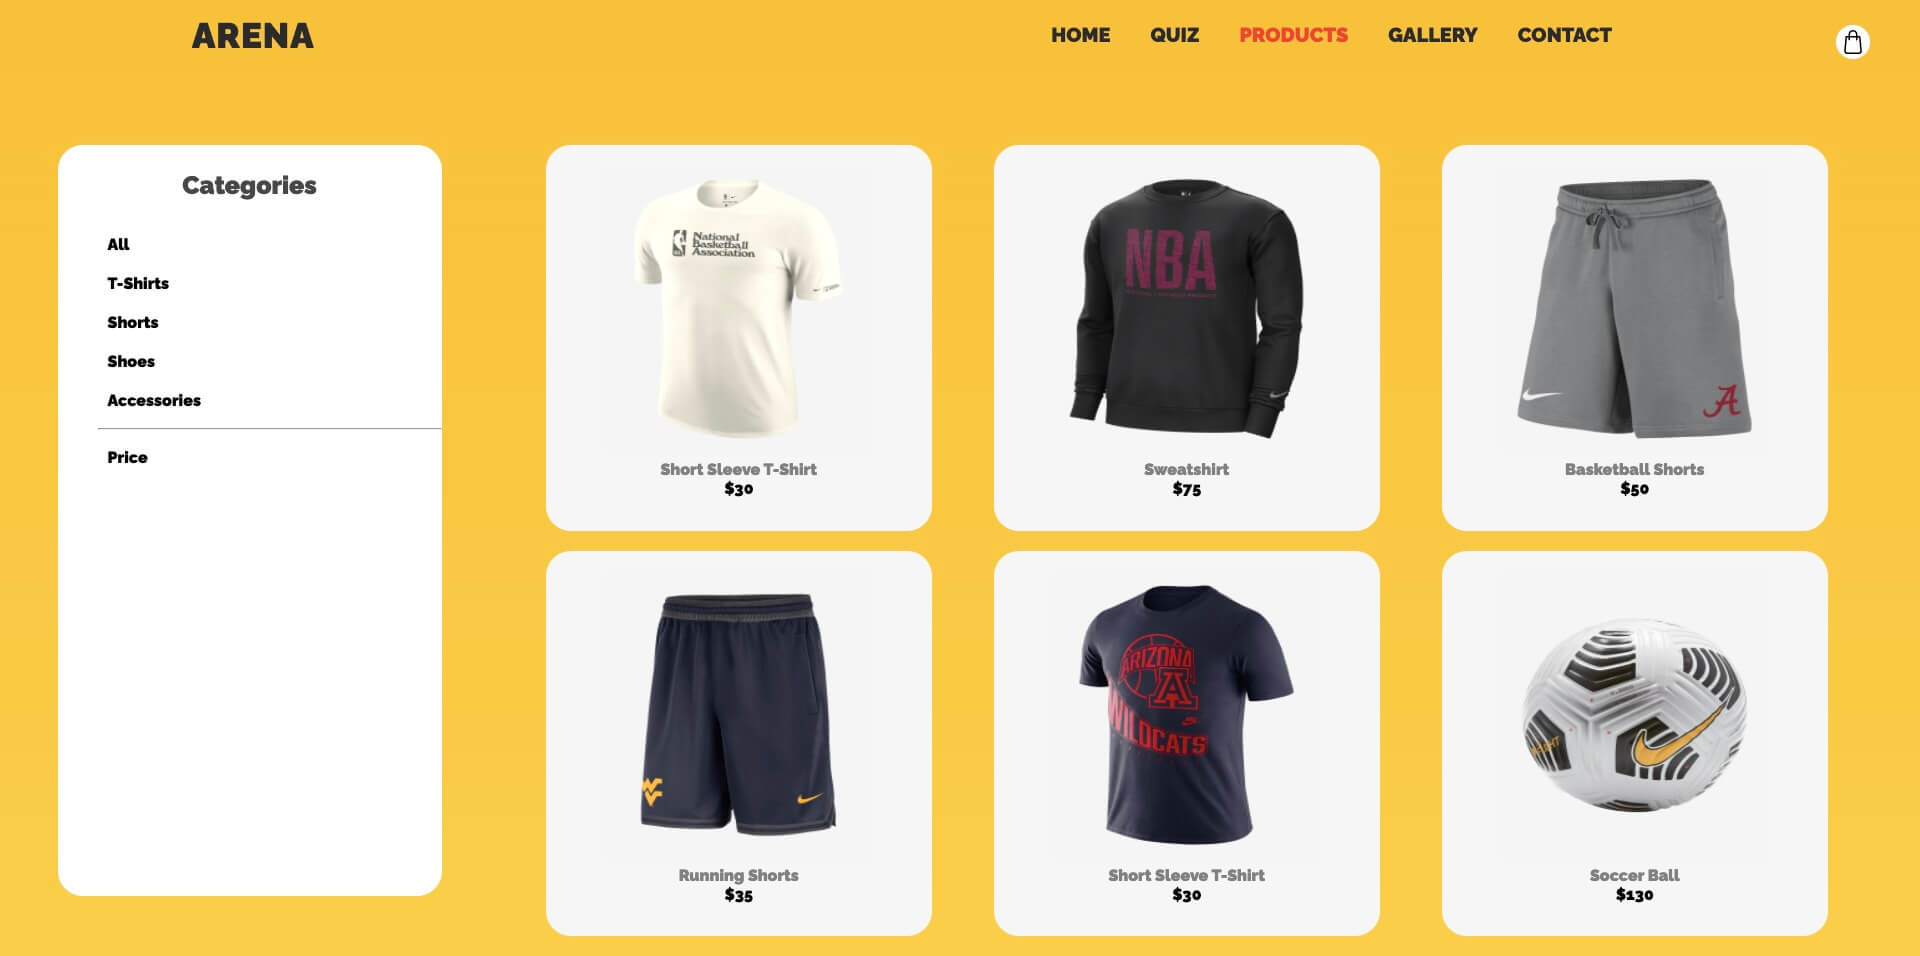 ARENA
HOME QUIZ PRODUCTS GALLERY CONTACT
Categories
All
T-Shirts
Shorts
Shoes
Accessories
Price
National
Basketball
Association
Short Sleeve T-Shirt
$30
NBA
Sweatshirt
$75
A
Basketball Shorts
$50
WV
Running Shorts
$35
ARIZONA
A
WILDCATS
Short Sleeve T-Shirt
$30
Soccer Ball
$130